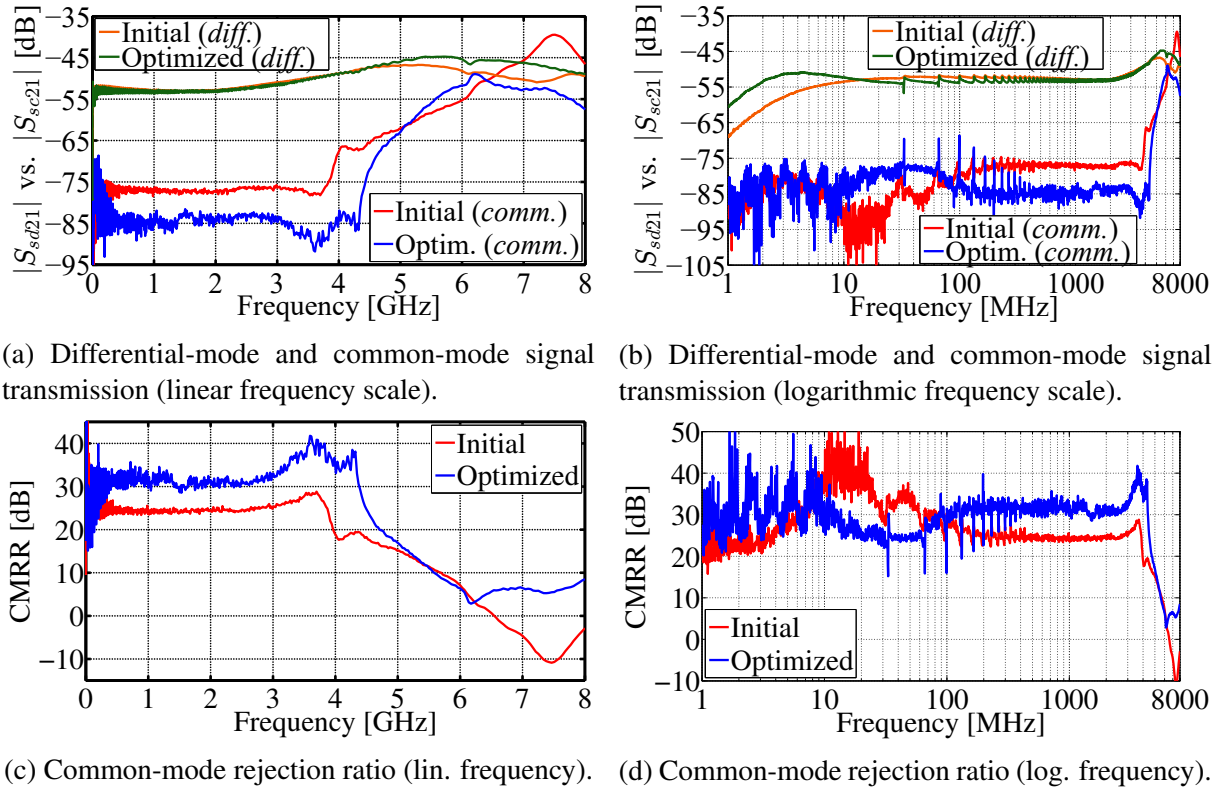 |S_sd21| vs. |S_sc21| [dB]
−35
−45
−55
−65
−75
−85
−95
Initial (diff.)
Optimized (diff.)
Initial (comm.)
Optim. (comm.)
0 1 2 3 4 5 6 7 8
Frequency [GHz]
(a) Differential-mode and common-mode signal
transmission (linear frequency scale).
|S_sd21| vs. |S_sc21| [dB]
−35
−45
−55
−65
−75
−85
−95
−105
Initial (diff.)
Optimized (diff.)
Initial (comm.)
Optim. (comm.)
1 10 100 1000 8000
Frequency [MHz]
(b) Differential-mode and common-mode signal
transmission (logarithmic frequency scale).
CMRR [dB]
40
30
20
10
0
−10
Initial
Optimized
0 1 2 3 4 5 6 7 8
Frequency [GHz]
(c) Common-mode rejection ratio (lin. frequency).
CMRR [dB]
50
40
30
20
10
0
−10
Initial
Optimized
1 10 100 1000 8000
Frequency [MHz]
(d) Common-mode rejection ratio (log. frequency).